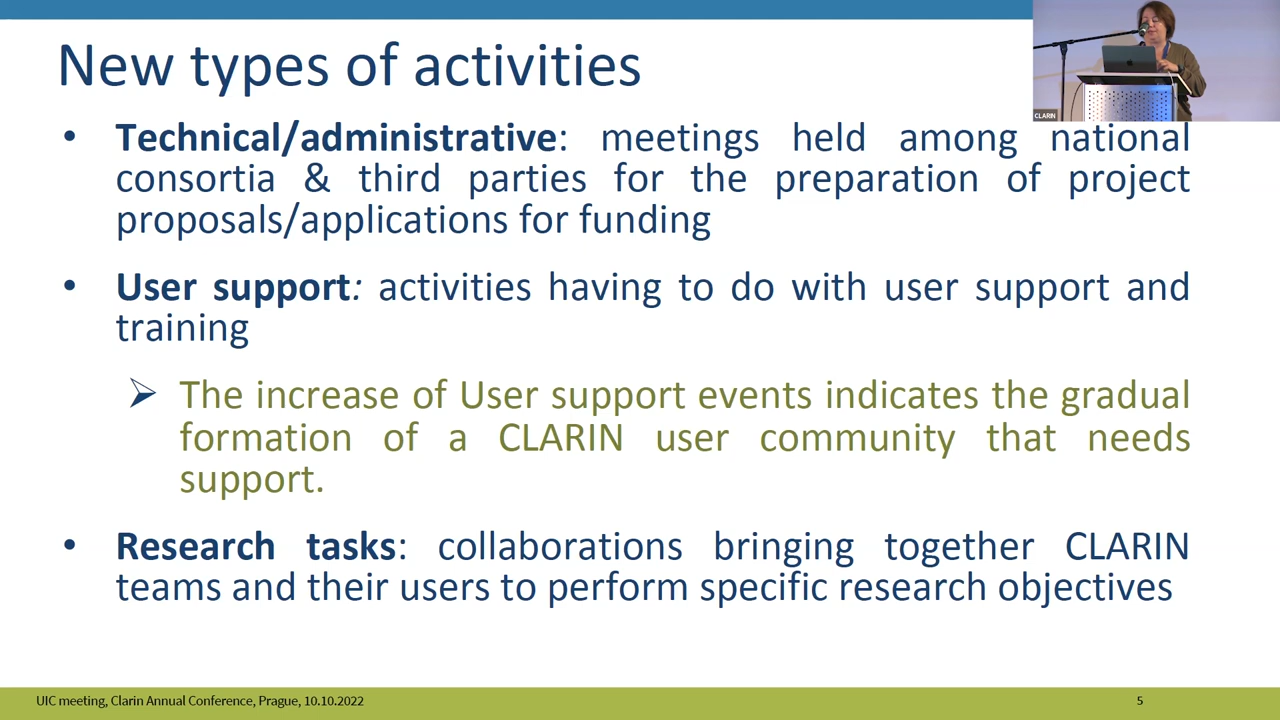 New types of activities
CLARIN
• Technical/administrative: meetings held among national
consortia & third parties for the preparation of project
proposals/applications for funding
• User support: activities having to do with user support and
training
➢ The increase of User support events indicates the gradual
formation of a CLARIN user community that needs
support.
• Research tasks: collaborations bringing together CLARIN
teams and their users to perform specific research objectives
UIC meeting, Clarin Annual Conference, Prague, 10.10.2022
5